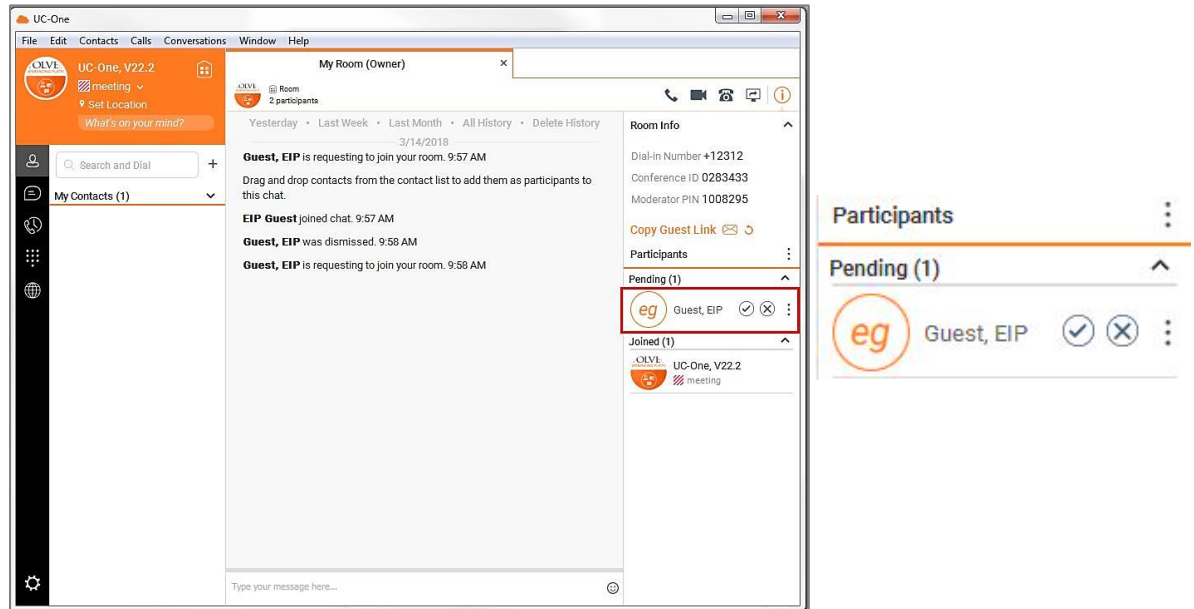 UC-One
File Edit Contacts Calls Conversations Window Help
OLVE
UC-One, V22.2
meeting
Set Location
What's on your mind?
Search and Dial
My Contacts (1)
My Room (Owner)
OLVE
Room
2 participants
Yesterday • Last Week • Last Month • All History • Delete History
3/14/2018
Guest, EIP is requesting to join your room. 9:57 AM
Drag and drop contacts from the contact list to add them as participants to
this chat.
EIP Guest joined chat. 9:57 AM
Guest, EIP was dismissed. 9:58 AM
Guest, EIP is requesting to join your room. 9:58 AM
Type your message here...
Room Info
Dial-in Number +12312
Conference ID 0283433
Moderator PIN 1008295
Copy Guest Link
Participants
Pending (1)
eg Guest, EIP
Joined (1)
OLVE
UC-One, V22.2
meeting
Participants
Pending (1)
eg Guest, EIP